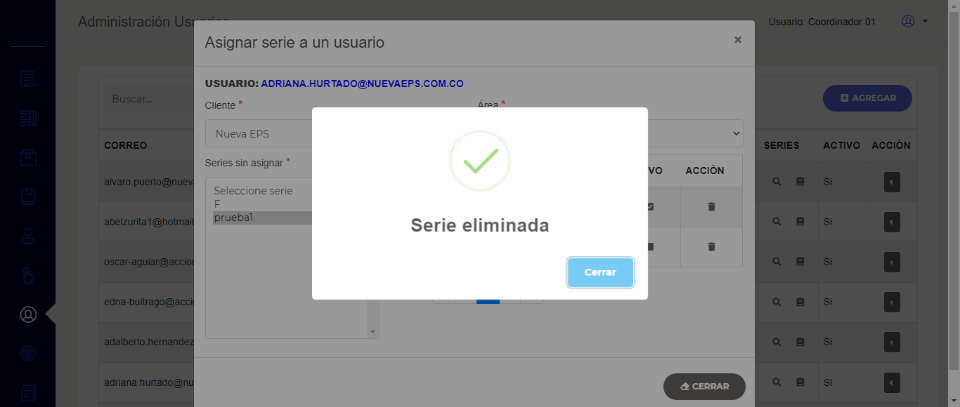 Administración Usuarios
Usuario: Coordinador 01
Asignar serie a un usuario
×
USUARIO: ADRIANA.HURTADO@NUEVAEPS.COM.CO
Buscar...
AGREGAR
Cliente *
Área *
Nueva EPS
CORREO
SERIES
ACTIVO
ACCIÓN
Series sin asignar *
VO
ACCIÓN
Seleccione serie
F
prueba1
alvaro.puerto@nuev
Si
abelzurita1@hotmail
Si
Serie eliminada
oscar-aguiar@accion
Si
Cerrar
edna-buitrago@acci
Si
adalberto.hernandez
Si
adriana.hurtado@nu
Si
CERRAR